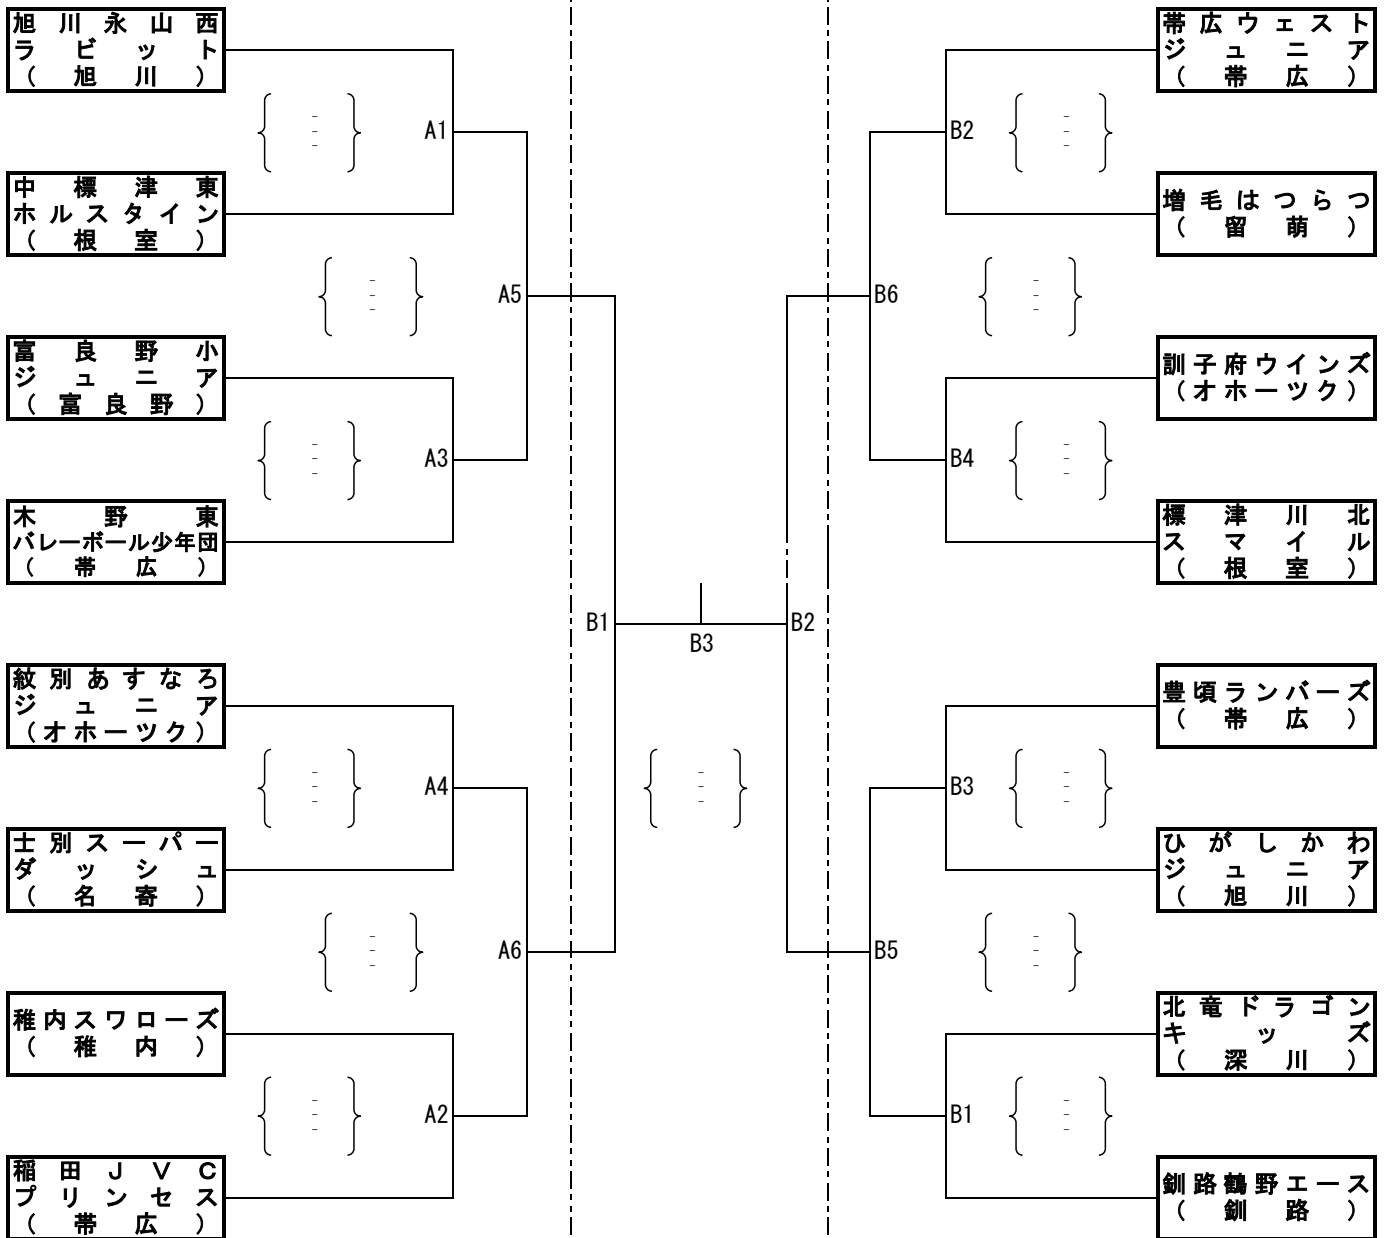 旭川永山西
ラビット
(旭川)
A1
中標津東
ホルスタイン
(根室)
A5
富良野小
ジュニア
(富良野)
A3
木野東
バレーボール少年団
(帯広)
B1
紋別あすなろ
ジュニア
(オホーツク)
A4
士別スーパー
ダッシュ
(名寄)
A6
稚内スワローズ
(稚内)
A2
稲田JVC
プリンセス
(帯広)
B3
帯広ウェスト
ジュニア
(帯広)
B2
増毛はつらつ
(留萌)
B6
訓子府ウインズ
(オホーツク)
B4
標津川北
スマイル
(根室)
B2
豊頃ランバーズ
(帯広)
B3
ひがしかわ
ジュニア
(旭川)
B5
北竜ドラゴン
キッズ
(深川)
B1
釧路鶴野エース
(釧路)